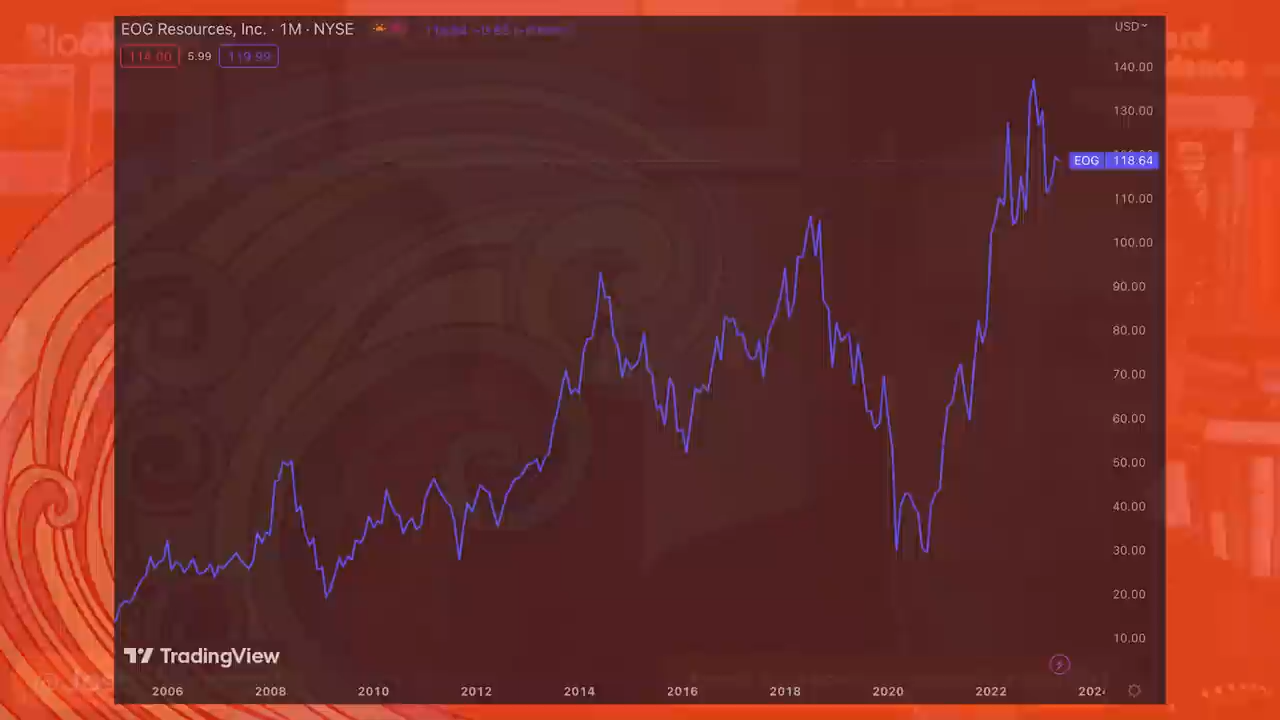 EOG Resources, Inc. · 1M · NYSE
USD
114.00 5.99 119.99
140.00
130.00
EOG 118.64
110.00
100.00
90.00
80.00
70.00
60.00
50.00
40.00
30.00
20.00
10.00
TradingView
2006 2008 2010 2012 2014 2016 2018 2020 2022